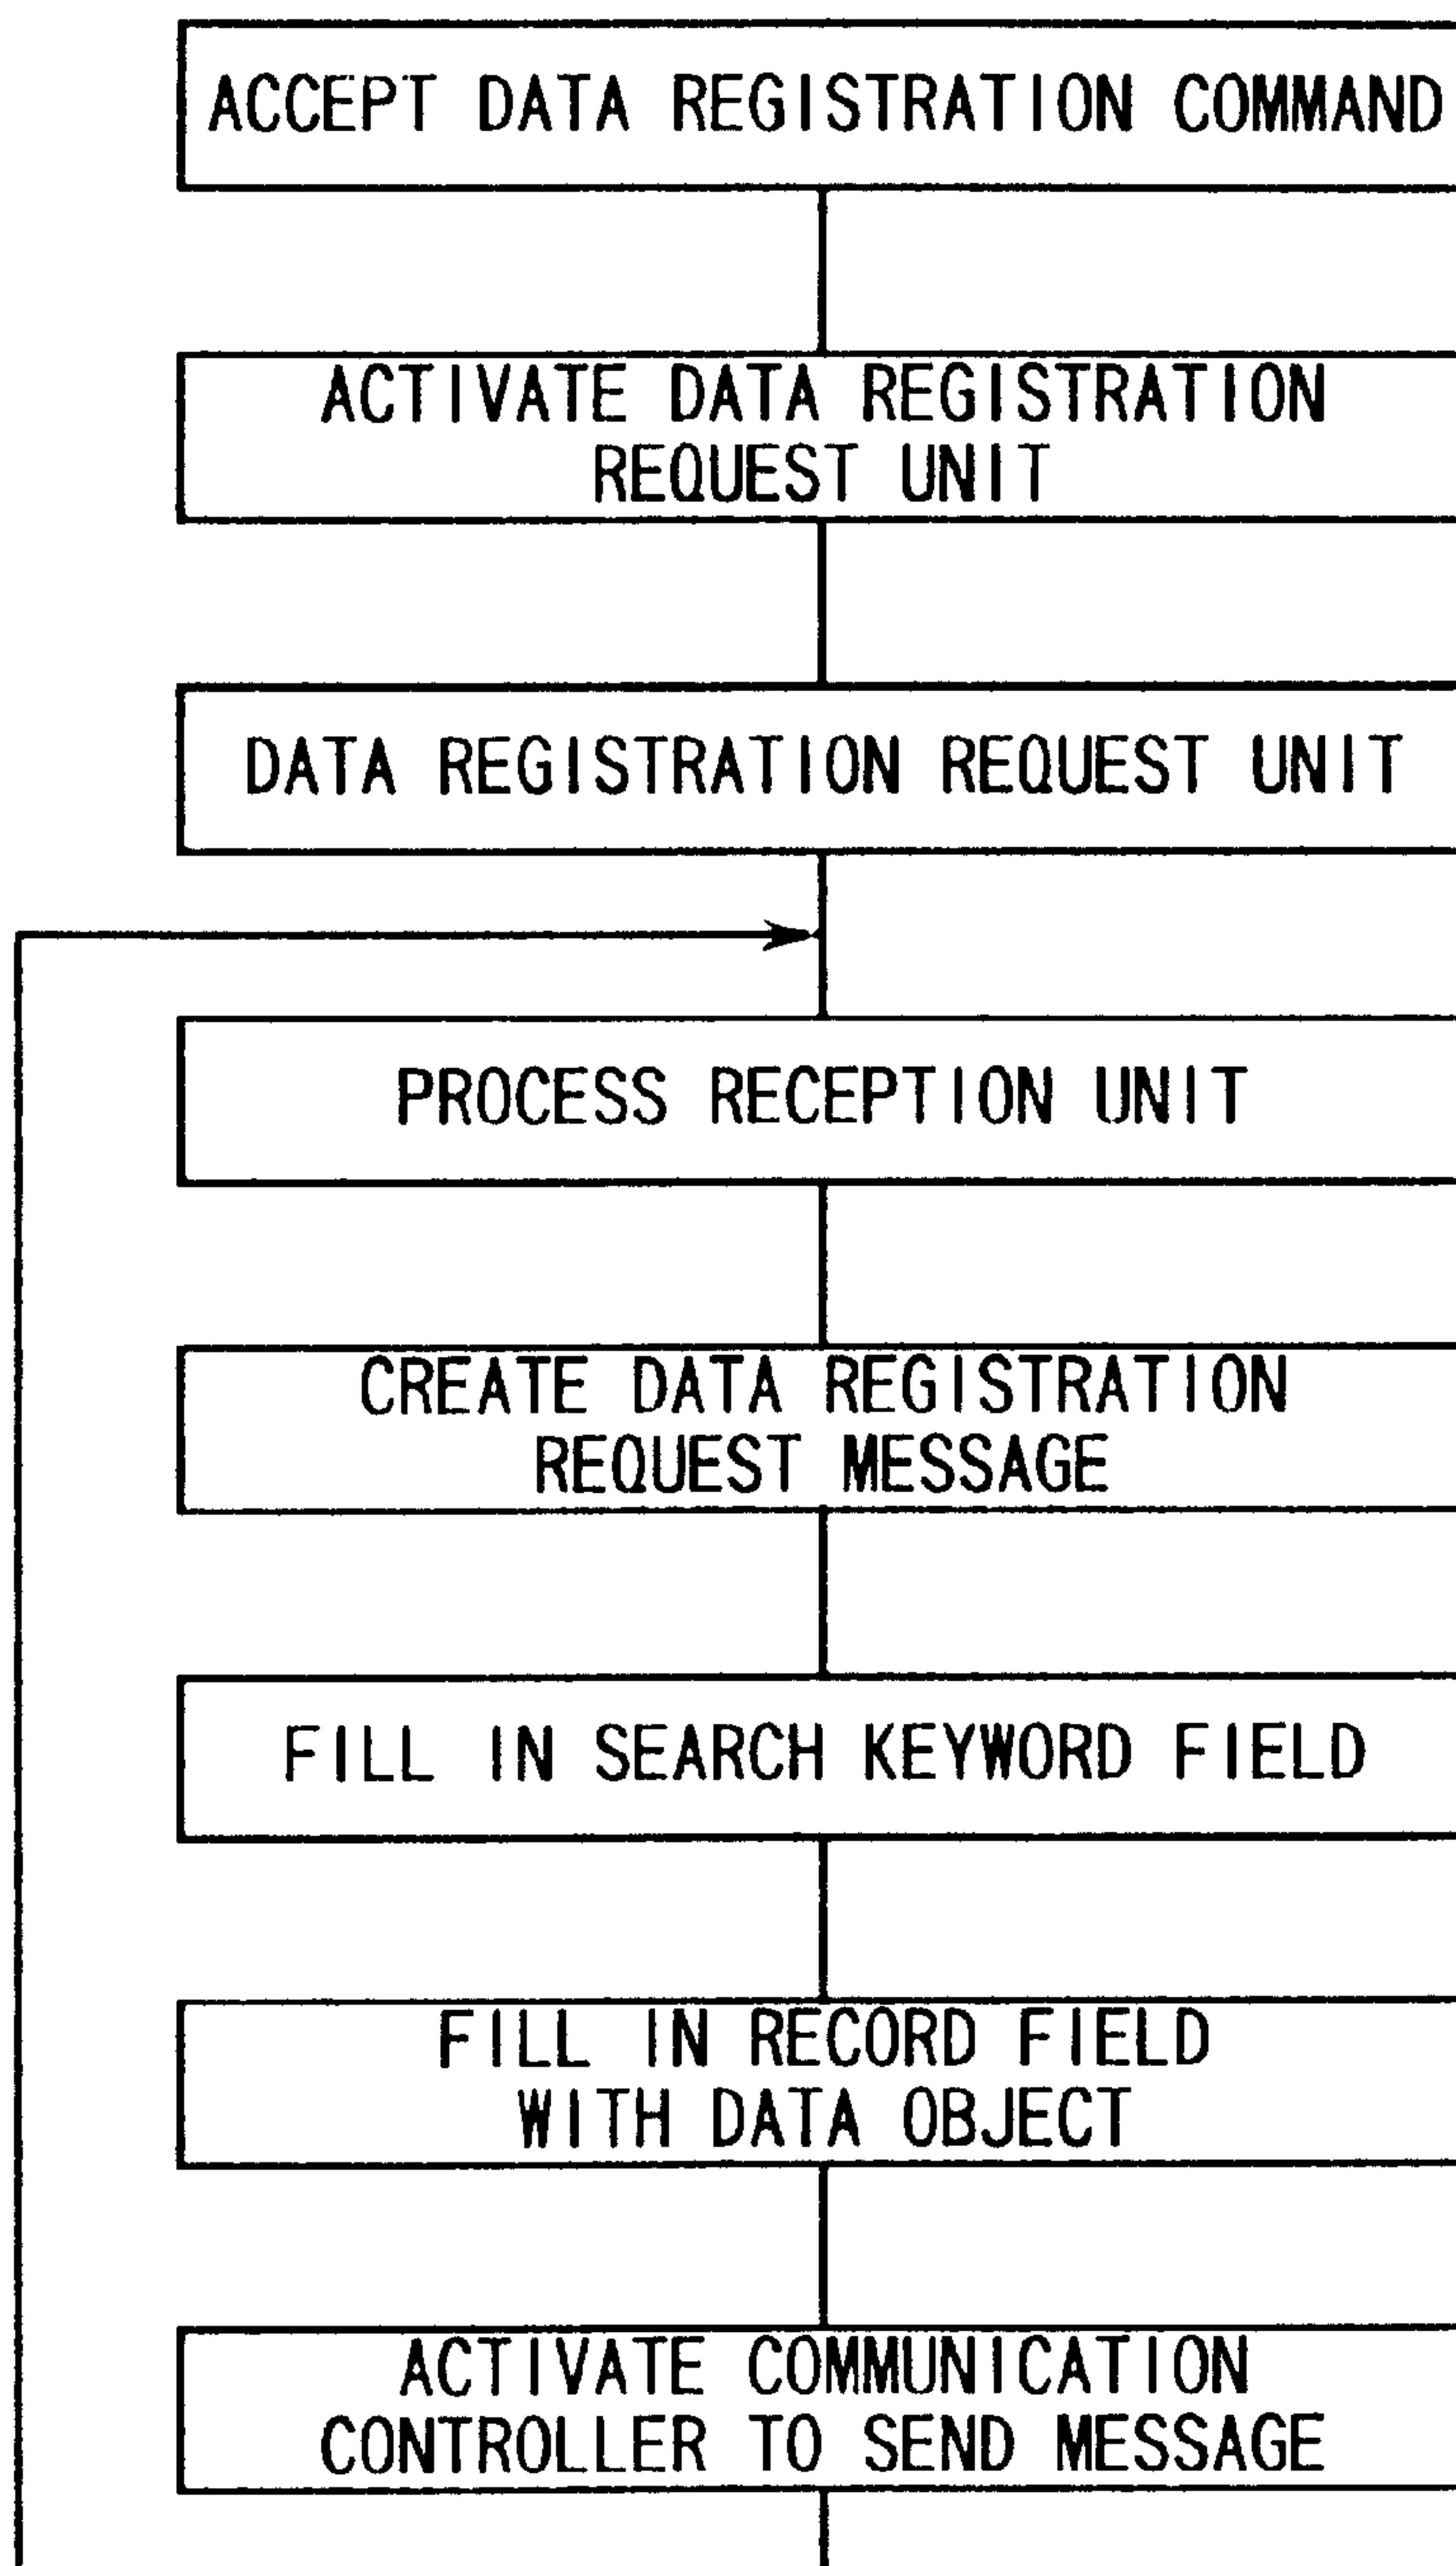 ACCEPT DATA REGISTRATION COMMAND
ACTIVATE DATA REGISTRATION
REQUEST UNIT
DATA REGISTRATION REQUEST UNIT
PROCESS RECEPTION UNIT
CREATE DATA REGISTRATION
REQUEST MESSAGE
FILL IN SEARCH KEYWORD FIELD
FILL IN RECORD FIELD
WITH DATA OBJECT
ACTIVATE COMMUNICATION
CONTROLLER TO SEND MESSAGE